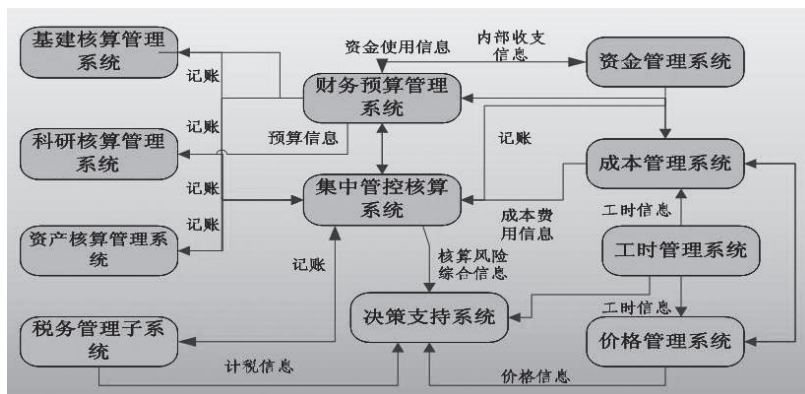 基建核算管理
系统
资金使用信息
内部收支
信息
资金管理系统
记账
财务预算管理
系统
记账
预算信息
记账
科研核算管理
系统
成本管理系统
记账
集中管控核算
系统
成本费
用信息
工时信息
记账
资产核算管理系
统
记账
核算风险
综合信息
工时管理系统
决策支持系统
工时信息
税务管理子系
统
价格管理系统
计税信息
价格信息